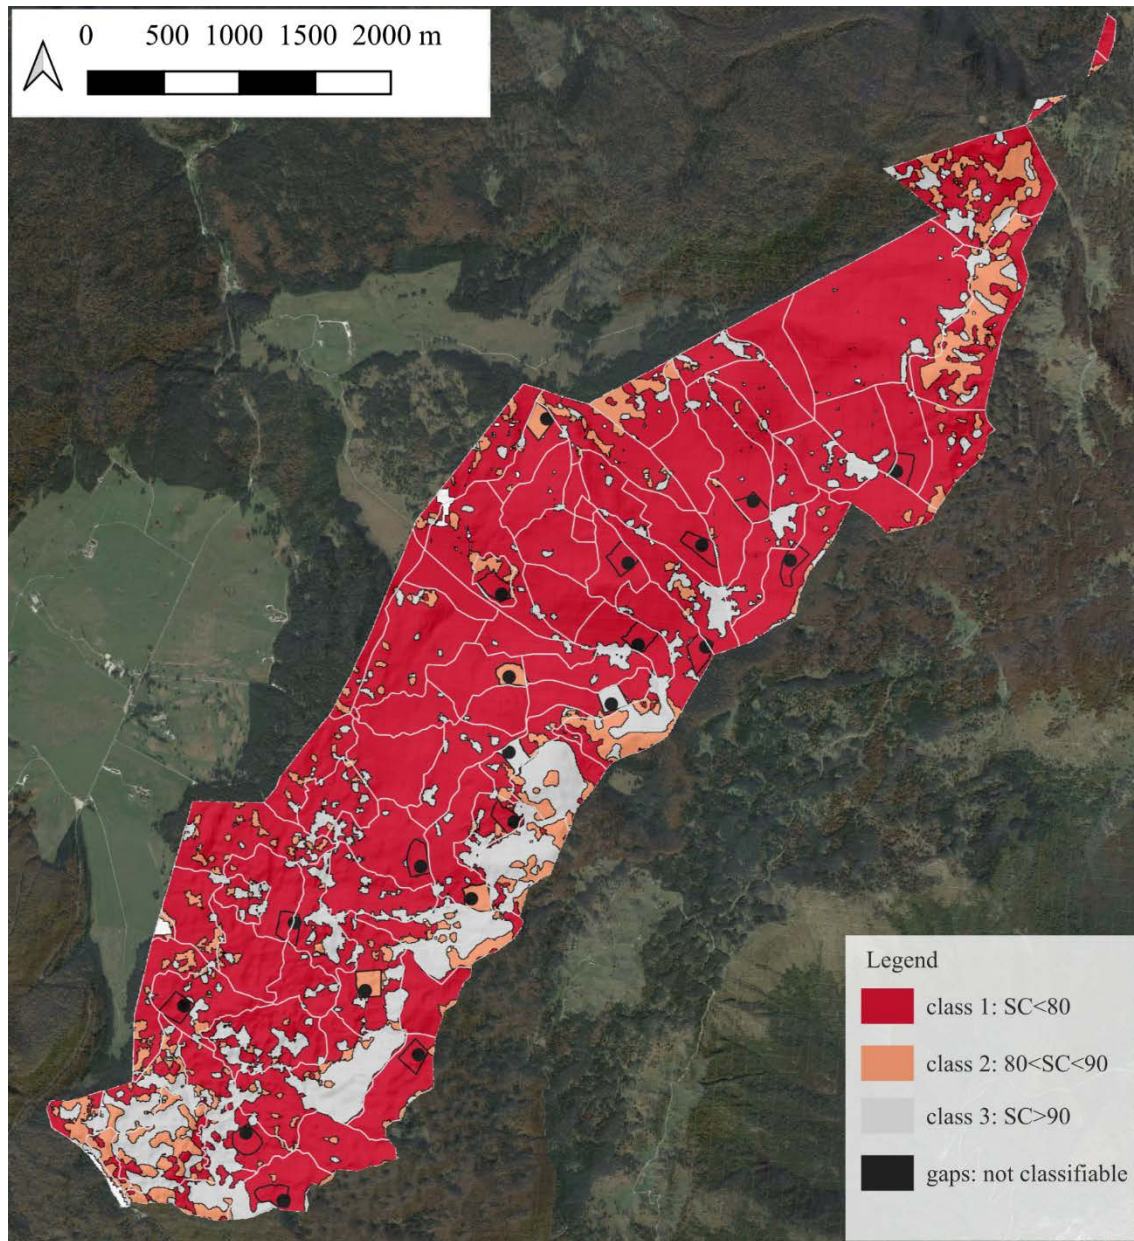 0 500 1000 1500 2000 m
Legend
class 1: SC<80
class 2: 80<SC<90
class 3: SC>90
gaps: not classifiable